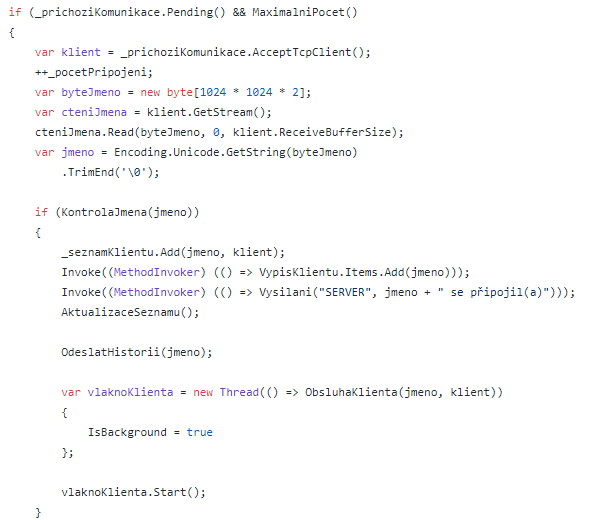 if (_prichoziKomunikace.Pending() && MaximalniPocet()
{
    var klient = _prichoziKomunikace.AcceptTcpClient();
    ++_pocetPripojeni;
    var byteJmeno = new byte[1024 * 1024 * 2];
    var cteniJmena = klient.GetStream();
    cteniJmena.Read(byteJmeno, 0, klient.ReceiveBufferSize);
    var jmeno = Encoding.Unicode.GetString(byteJmeno)
        .TrimEnd('\0');

    if (KontrolaJmena(jmeno))
    {
        _seznamKlientu.Add(jmeno, klient);
        Invoke((MethodInvoker) (() => VypisKlientu.Items.Add(jmeno)));
        Invoke((MethodInvoker) (() => Vysilani("SERVER", jmeno + " se připojil(a)")));
        AktualizaceSeznamu();

        OdeslatHistorii(jmeno);

        var vlaknoKlienta = new Thread(() => ObsluhaKlienta(jmeno, klient))
        {
            IsBackground = true
        };

        vlaknoKlienta.Start();
    }